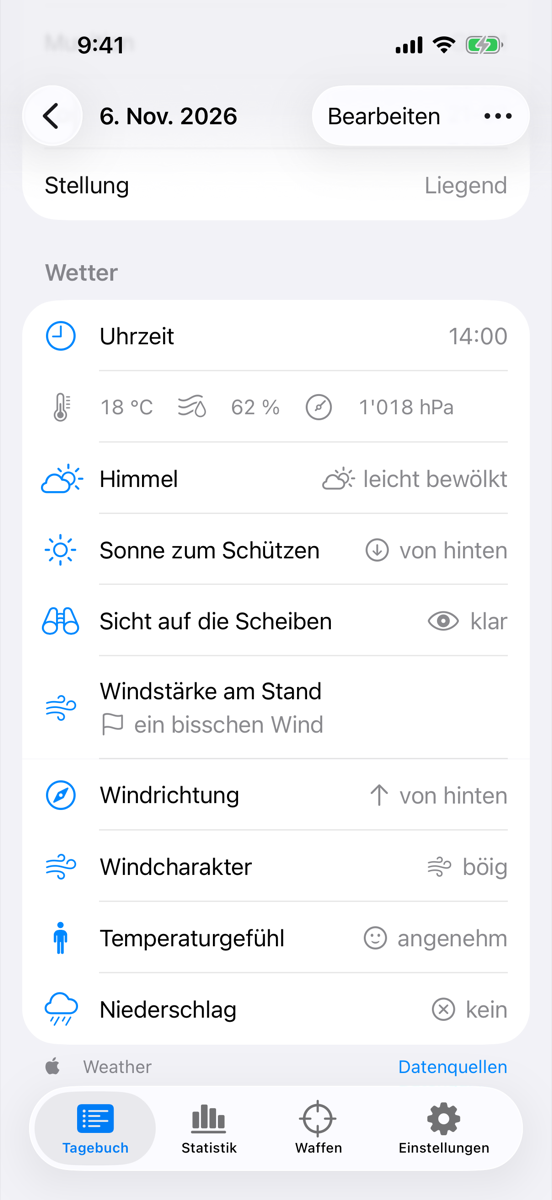 9:41
6. Nov. 2026
Bearbeiten
Stellung
Liegend
Wetter
Uhrzeit
14:00
18 °C
62 %
1'018 hPa
Himmel
leicht bewölkt
Sonne zum Schützen
von hinten
Sicht auf die Scheiben
klar
Windstärke am Stand
ein bisschen Wind
Windrichtung
von hinten
Windcharakter
böig
Temperaturgefühl
angenehm
Niederschlag
kein
Weather
Datenquellen
Tagebuch
Statistik
Waffen
Einstellungen